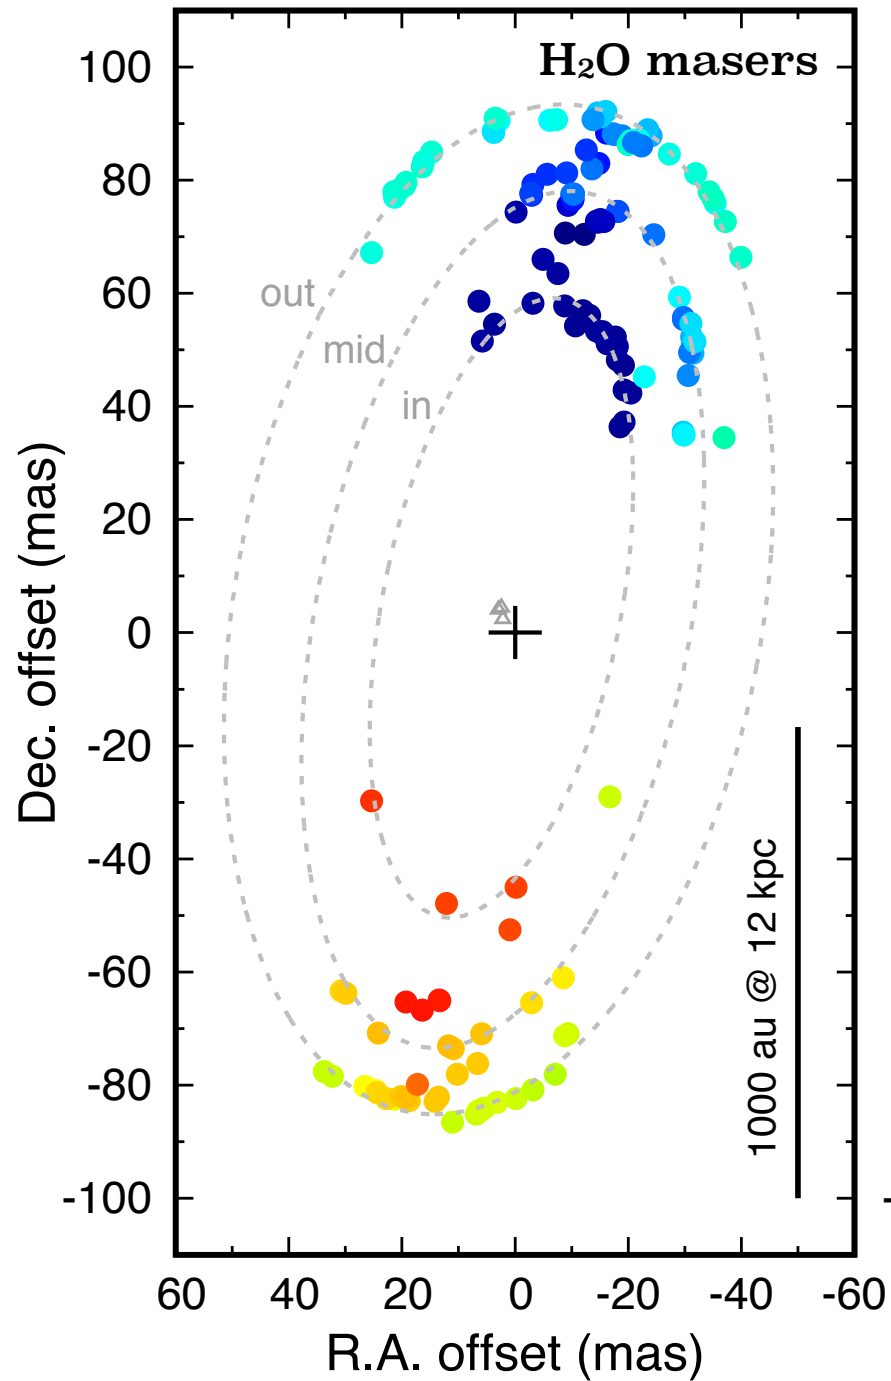 H₂O masers
100
80
60
40
20
0
-20
-40
-60
-80
-100
-
out
mid
in
Dec. offset (mas)
1000 au @ 12 kpc
60 40 20 0 -20 -40 -60
R.A. offset (mas)